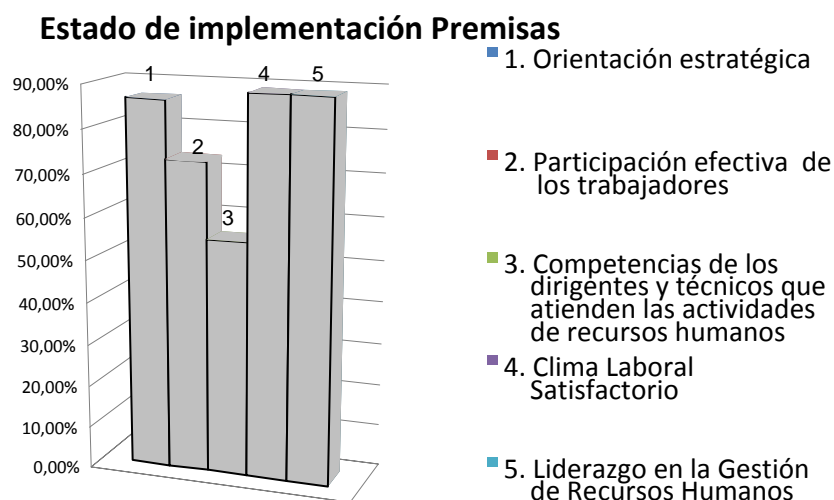 Estado de implementación Premisas
90,00%
80,00%
70,00%
60,00%
50,00%
40,00%
30,00%
20,00%
10,00%
0,00%
1
2
3
4
5
1. Orientación estratégica
2. Participación efectiva de
los trabajadores
3. Competencias de los
dirigentes y técnicos que
atienden las actividades
de recursos humanos
4. Clima Laboral
Satisfactorio
5. Liderazgo en la Gestión
de Recursos Humanos